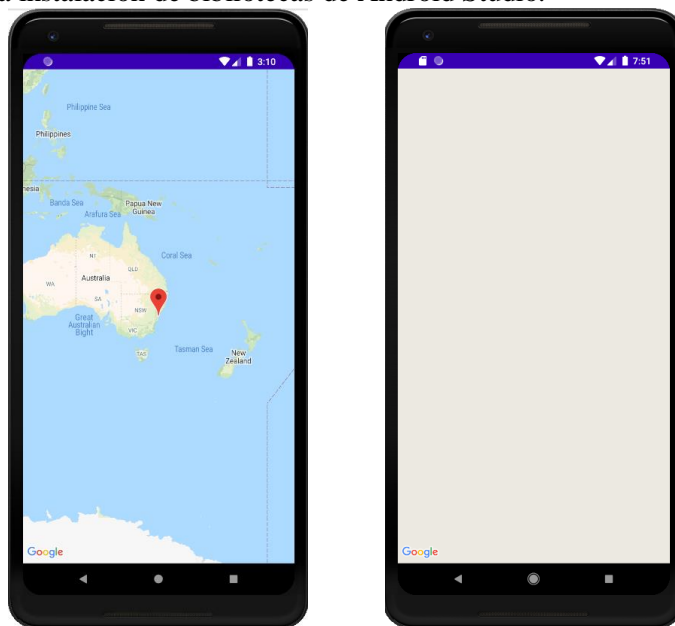 instalación de bibliotecas de Android Studio.
3:10
Philippine Sea
Philippines
nesia
Banda Sea
Papua New
Guinea
Arafura Sea
Coral Sea
NT
QLD
WA
Australia
SA
NSW
Great
Australian
Bight
VIC
TAS
Tasman Sea
New
Zealand
Google
7:51
Google